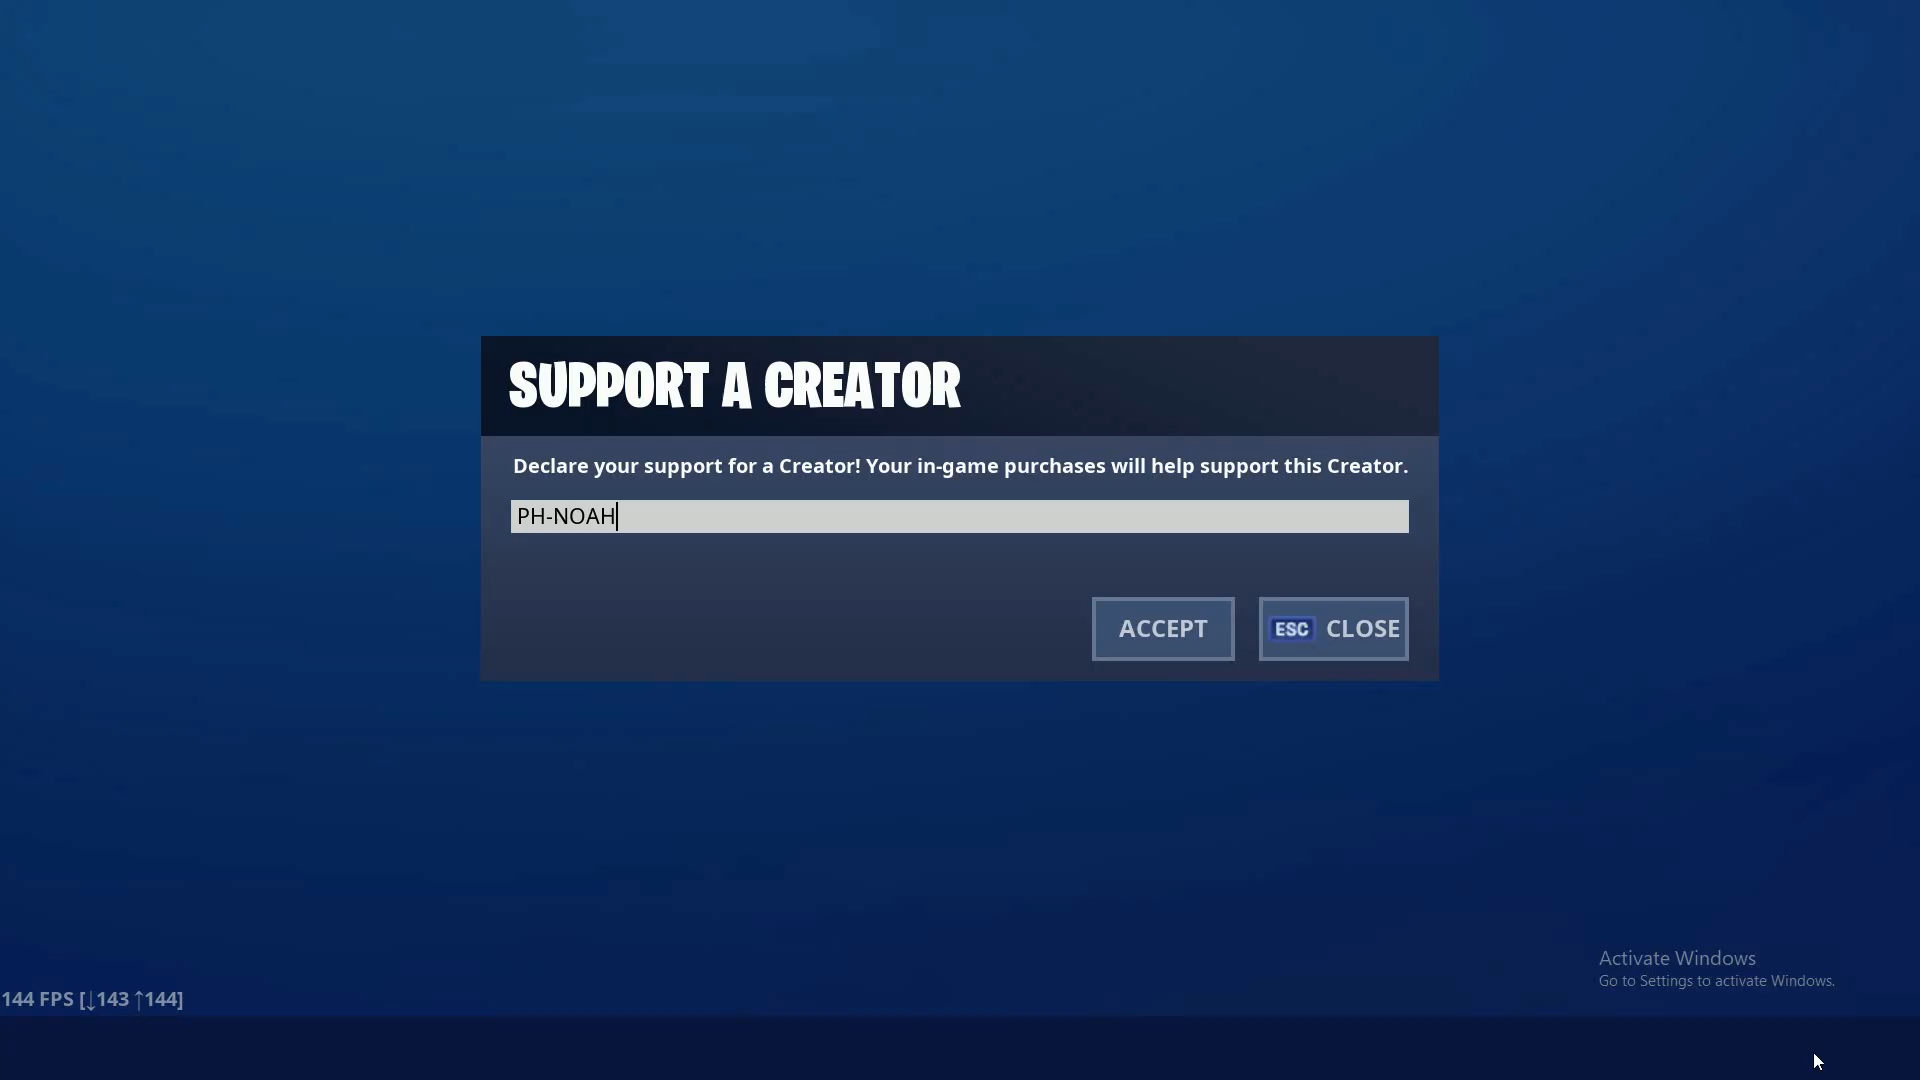 SUPPORT A CREATOR
Declare your support for a Creator! Your in-game purchases will help support this Creator.
PH-NOAH
ACCEPT
ESC CLOSE
Activate Windows
Go to Settings to activate Windows.
144 FPS [↓143 ↑144]